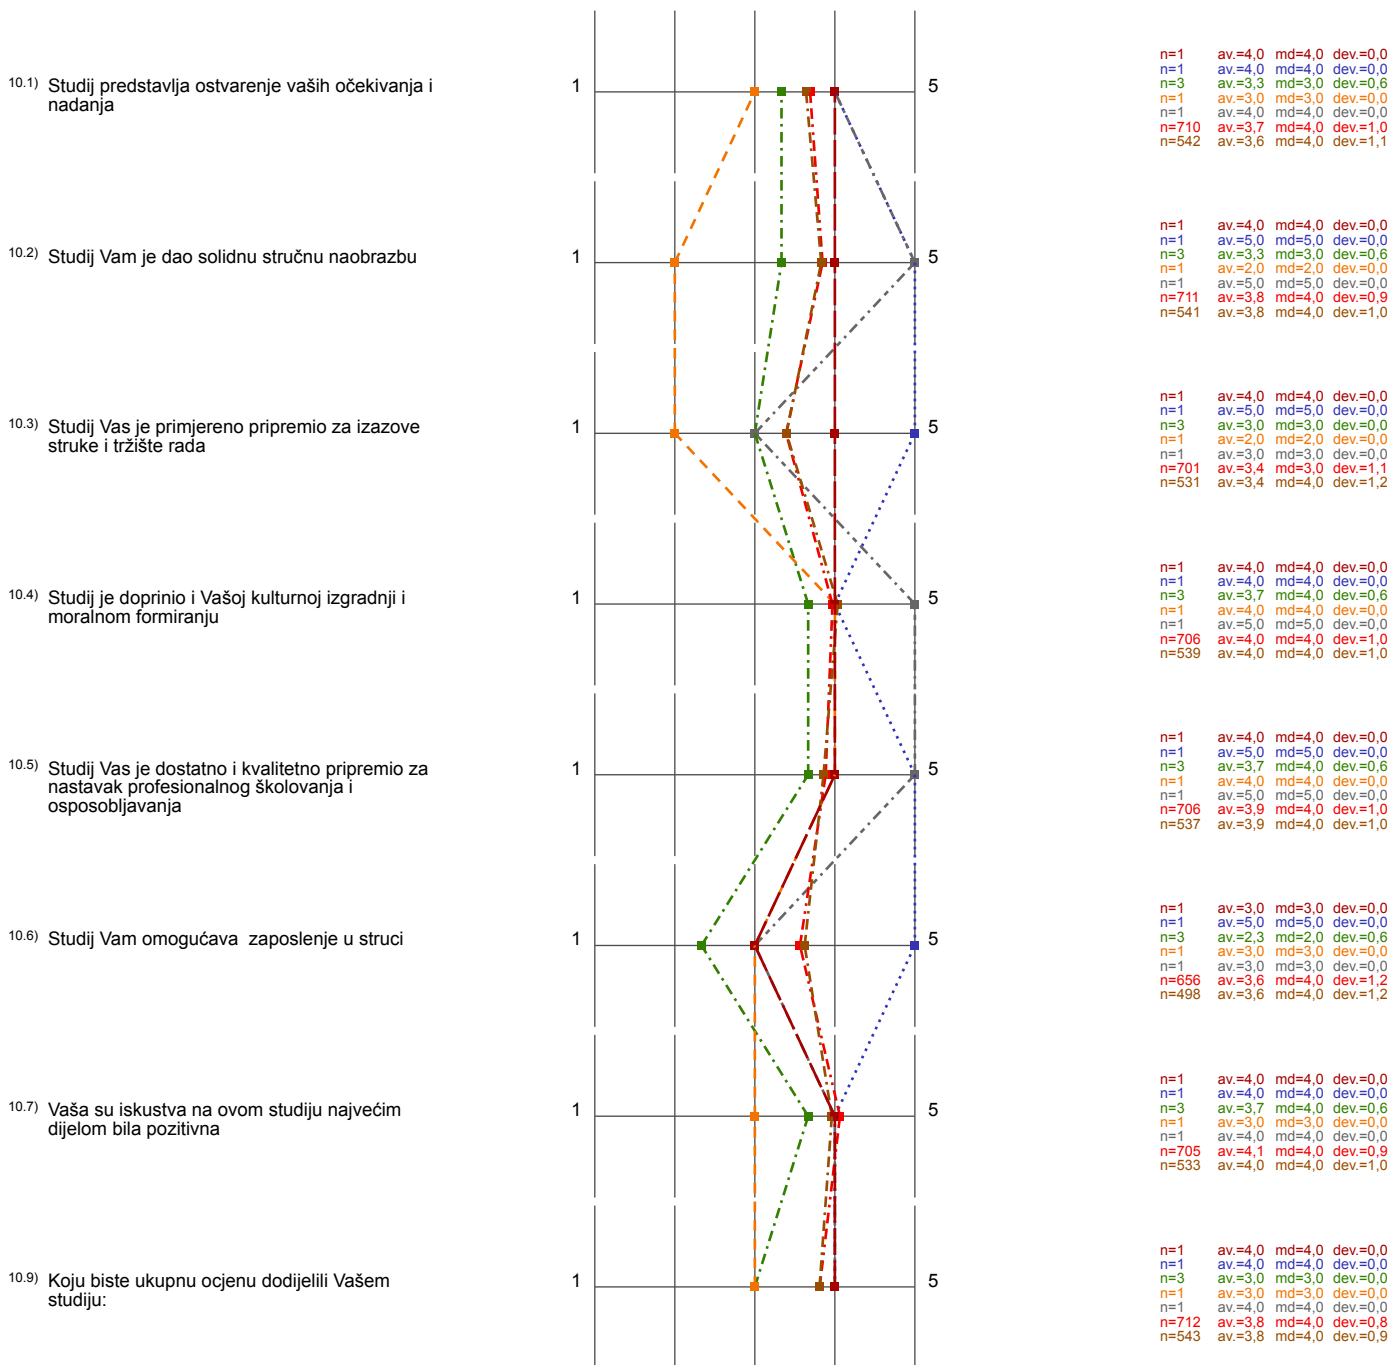 10.1) Studij predstavlja ostvarenje vaših očekivanja i
nadanja
1
5
n=1 av.=4,0 md=4,0 dev.=0,0
n=1 av.=4,0 md=4,0 dev.=0,0
n=3 av.=3,3 md=3,0 dev.=0,6
n=1 av.=3,0 md=3,0 dev.=0,0
n=1 av.=4,0 md=4,0 dev.=0,0
n=710 av.=3,7 md=4,0 dev.=1,0
n=542 av.=3,6 md=4,0 dev.=1,1
10.2) Studij Vam je dao solidnu stručnu naobrazbu
1
5
n=1 av.=4,0 md=4,0 dev.=0,0
n=1 av.=5,0 md=5,0 dev.=0,0
n=3 av.=3,3 md=3,0 dev.=0,6
n=1 av.=2,0 md=2,0 dev.=0,0
n=1 av.=5,0 md=5,0 dev.=0,0
n=711 av.=3,8 md=4,0 dev.=0,9
n=541 av.=3,8 md=4,0 dev.=1,0
10.3) Studij Vas je primjereno pripremio za izazove
struke i tržište rada
1
5
n=1 av.=4,0 md=4,0 dev.=0,0
n=1 av.=5,0 md=5,0 dev.=0,0
n=3 av.=3,0 md=3,0 dev.=0,0
n=1 av.=2,0 md=2,0 dev.=0,0
n=1 av.=3,0 md=3,0 dev.=0,0
n=701 av.=3,4 md=3,0 dev.=1,1
n=531 av.=3,4 md=4,0 dev.=1,2
10.4) Studij je doprinio i Vašoj kulturnoj izgradnji i
moralnom formiranju
1
5
n=1 av.=4,0 md=4,0 dev.=0,0
n=1 av.=4,0 md=4,0 dev.=0,0
n=3 av.=3,7 md=4,0 dev.=0,6
n=1 av.=4,0 md=4,0 dev.=0,0
n=1 av.=5,0 md=5,0 dev.=0,0
n=706 av.=4,0 md=4,0 dev.=1,0
n=539 av.=4,0 md=4,0 dev.=1,0
10.5) Studij Vas je dostatno i kvalitetno pripremio za
nastavak profesionalnog školovanja i
osposobljavanja
1
5
n=1 av.=4,0 md=4,0 dev.=0,0
n=1 av.=5,0 md=5,0 dev.=0,0
n=3 av.=3,7 md=4,0 dev.=0,6
n=1 av.=4,0 md=4,0 dev.=0,0
n=1 av.=5,0 md=5,0 dev.=0,0
n=706 av.=3,9 md=4,0 dev.=1,0
n=537 av.=3,9 md=4,0 dev.=1,0
10.6) Studij Vam omogućava zaposlenje u struci
1
5
n=1 av.=3,0 md=3,0 dev.=0,0
n=1 av.=5,0 md=5,0 dev.=0,0
n=3 av.=2,3 md=2,0 dev.=0,6
n=1 av.=3,0 md=3,0 dev.=0,0
n=1 av.=3,0 md=3,0 dev.=0,0
n=656 av.=3,6 md=4,0 dev.=1,2
n=498 av.=3,6 md=4,0 dev.=1,2
10.7) Vaša su iskustva na ovom studiju najvećim
dijelom bila pozitivna
1
5
n=1 av.=4,0 md=4,0 dev.=0,0
n=1 av.=4,0 md=4,0 dev.=0,0
n=3 av.=3,7 md=4,0 dev.=0,6
n=1 av.=3,0 md=3,0 dev.=0,0
n=1 av.=4,0 md=4,0 dev.=0,0
n=705 av.=4,1 md=4,0 dev.=0,9
n=533 av.=4,0 md=4,0 dev.=1,0
10.9) Koju biste ukupnu ocjenu dodijelili Vašem
studiju:
1
5
n=1 av.=4,0 md=4,0 dev.=0,0
n=1 av.=4,0 md=4,0 dev.=0,0
n=3 av.=3,0 md=3,0 dev.=0,0
n=1 av.=3,0 md=3,0 dev.=0,0
n=1 av.=4,0 md=4,0 dev.=0,0
n=712 av.=3,8 md=4,0 dev.=0,8
n=543 av.=3,8 md=4,0 dev.=0,9